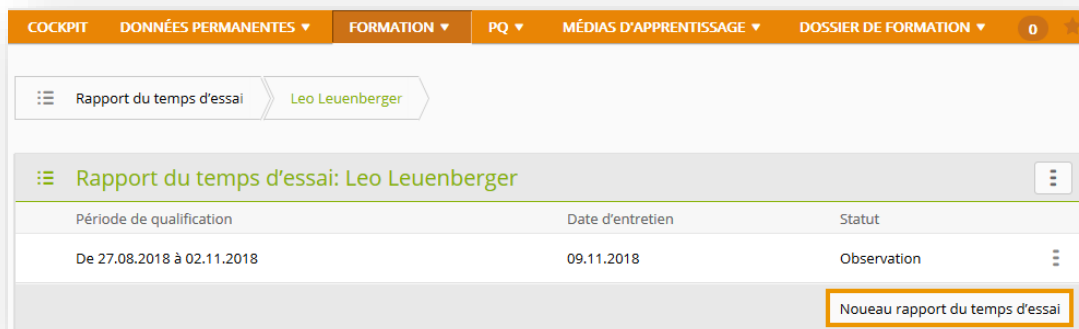 COCKPIT DONNÉES PERMANENTES FORMATION PQ MÉDIAS D'APPRENTISSAGE DOSSIER DE FORMATION 0
Rapport du temps d'essai Leo Leuenberger
Rapport du temps d'essai: Leo Leuenberger
Période de qualification Date d'entretien Statut
De 27.08.2018 à 02.11.2018 09.11.2018 Observation
Noueau rapport du temps d'essai